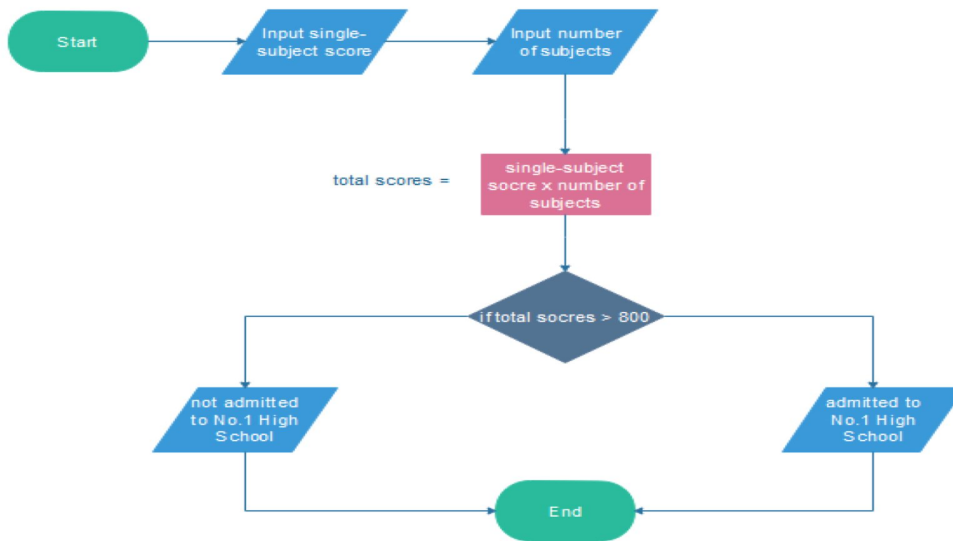 Start
Input single-
subject score
Input number
of subjects
total scores =
single-subject
socre x number of
subjects
if total socres > 800
not admitted
to No.1 High
School
admitted to
No.1 High
School
End